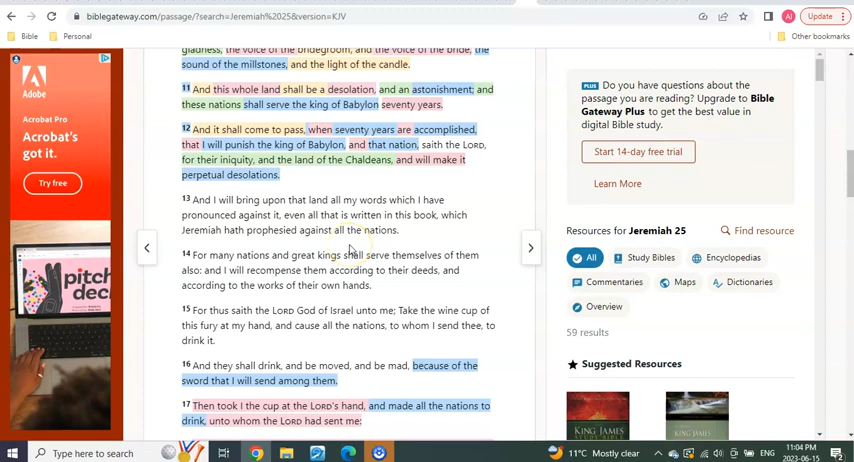 biblegateway.com/passage/?search=Jeremiah%2025&version=KJV
AI
Update
Bible
Personal
Other bookmarks
Adobe
Acrobat Pro
Acrobat's
got it.
Try free
pitch
gladness, the voice of the bridegroom, and the voice of the bride, the
sound of the millstones, and the light of the candle.
11 And this whole land shall be a desolation, and an astonishment; and
these nations shall serve the king of Babylon seventy years.
12 And it shall come to pass, when seventy years are accomplished,
that I will punish the king of Babylon, and that nation, saith the LORD,
for their iniquity, and the land of the Chaldeans, and will make it
perpetual desolations.
13 And I will bring upon that land all my words which I have
pronounced against it, even all that is written in this book, which
Jeremiah hath prophesied against all the nations.
14 For many nations and great kings shall serve themselves of them
also: and I will recompense them according to their deeds, and
according to the works of their own hands.
15 For thus saith the LORD God of Israel unto me; Take the wine cup of
this fury at my hand, and cause all the nations, to whom I send thee, to
drink it.
16 And they shall drink, and be moved, and be mad, because of the
sword that I will send among them.
17 Then took I the cup at the LORD's hand, and made all the nations to
drink, unto whom the LORD had sent me:
PLUS Do you have questions about the
passage you are reading? Upgrade to Bible
Gateway Plus to get the best value in
digital Bible study.
Start 14-day free trial
Learn More
Resources for Jeremiah 25
Find resource
All
Study Bibles
Encyclopedias
Commentaries
Maps
Dictionaries
Overview
59 results
Suggested Resources
KING JAMES
KING JAMES
Type here to search
11°C Mostly clear
ENG
11:04 PM
2023-06-15
2